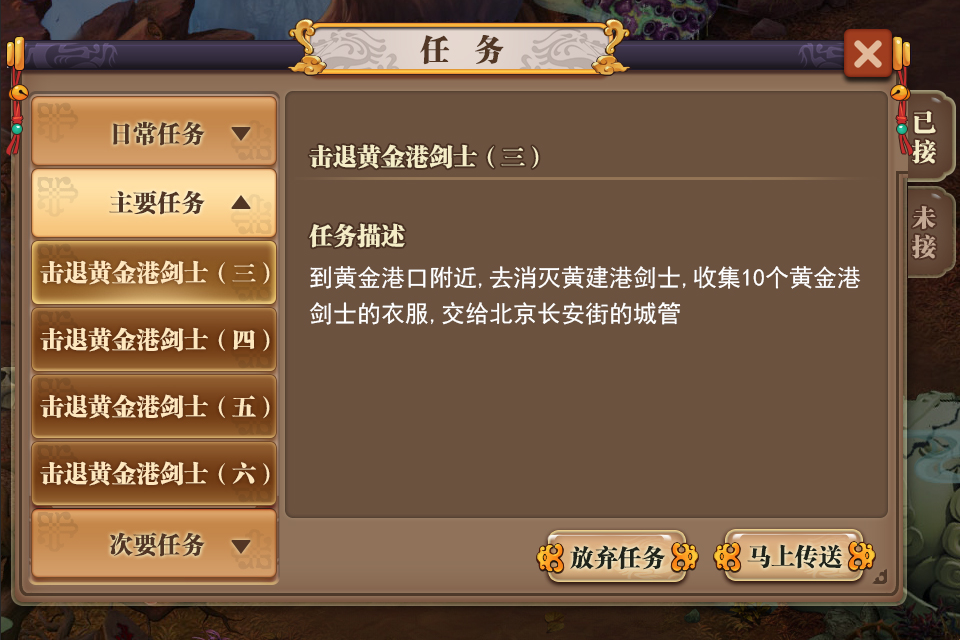 任务
日常任务
主要任务
击退黄金港剑士（三）
击退黄金港剑士（四）
击退黄金港剑士（五）
击退黄金港剑士（六）
次要任务
击退黄金港剑士（三）
任务描述
到黄金港口附近,去消灭黄建港剑士,收集10个黄金港
剑士的衣服,交给北京长安街的城管
放弃任务
马上传送
已接
未接